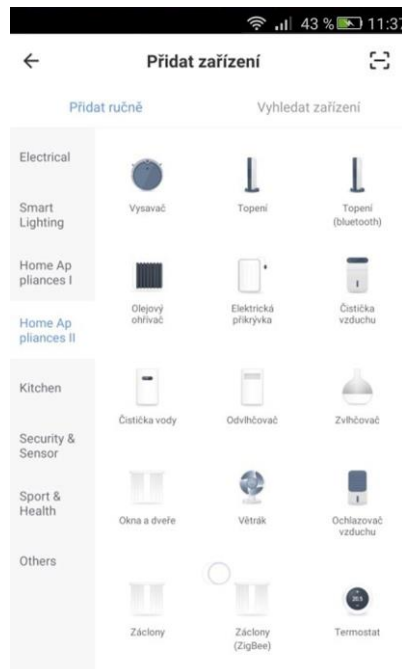 43 % 11:37
Přidat zařízení
Přidat ručně
Vyhledat zařízení
Electrical
Smart
Lighting
Home Ap
pliances I
Home Ap
pliances II
Kitchen
Security &
Sensor
Sport &
Health
Others
Vysavač
Topení
Topení
(bluetooth)
Olejový
ohřívač
Elektrická
přikrývka
Čistička
vzduchu
Čistička vody
Odvlhčovač
Zvlhčovač
Okna a dveře
Větrák
Ochlazovač
vzduchu
Záclony
Záclony
(ZigBee)
Termostat